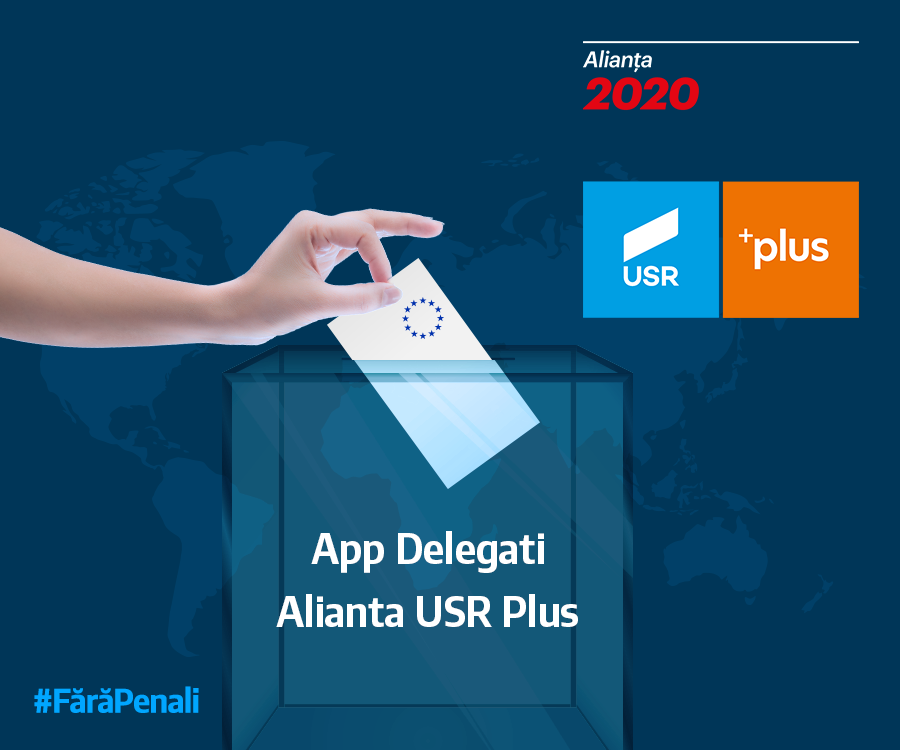 Alianța
2020
USR
+plus
App Delegati
Alianta USR Plus
#FărăPenali